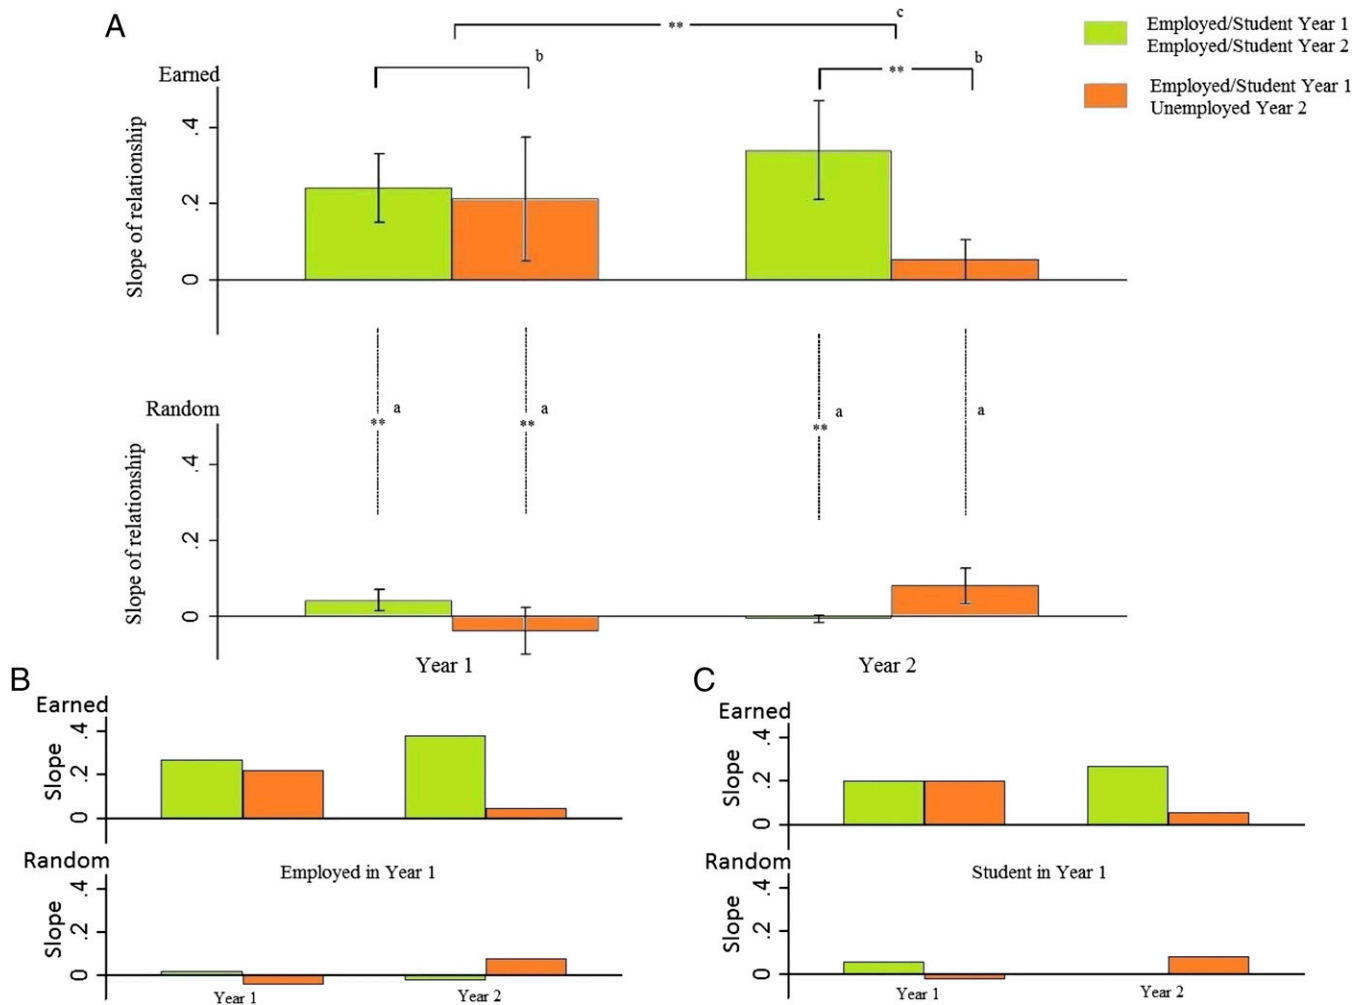 A
c
**
Employed/Student Year 1
Employed/Student Year 2
b
b
**
Employed/Student Year 1
Unemployed Year 2
Earned
Slope of relationship
.4
.2
0
a
**
a
**
a
**
a
Random
Slope of relationship
.4
.2
0
Year 1
Year 2
B
Earned
Slope
.4
.2
0
Random
Employed in Year 1
Slope
.4
.2
0
Year 1
Year 2
C
Earned
Slope
.4
.2
0
Random
Student in Year 1
Slope
.4
.2
0
Year 1
Year 2